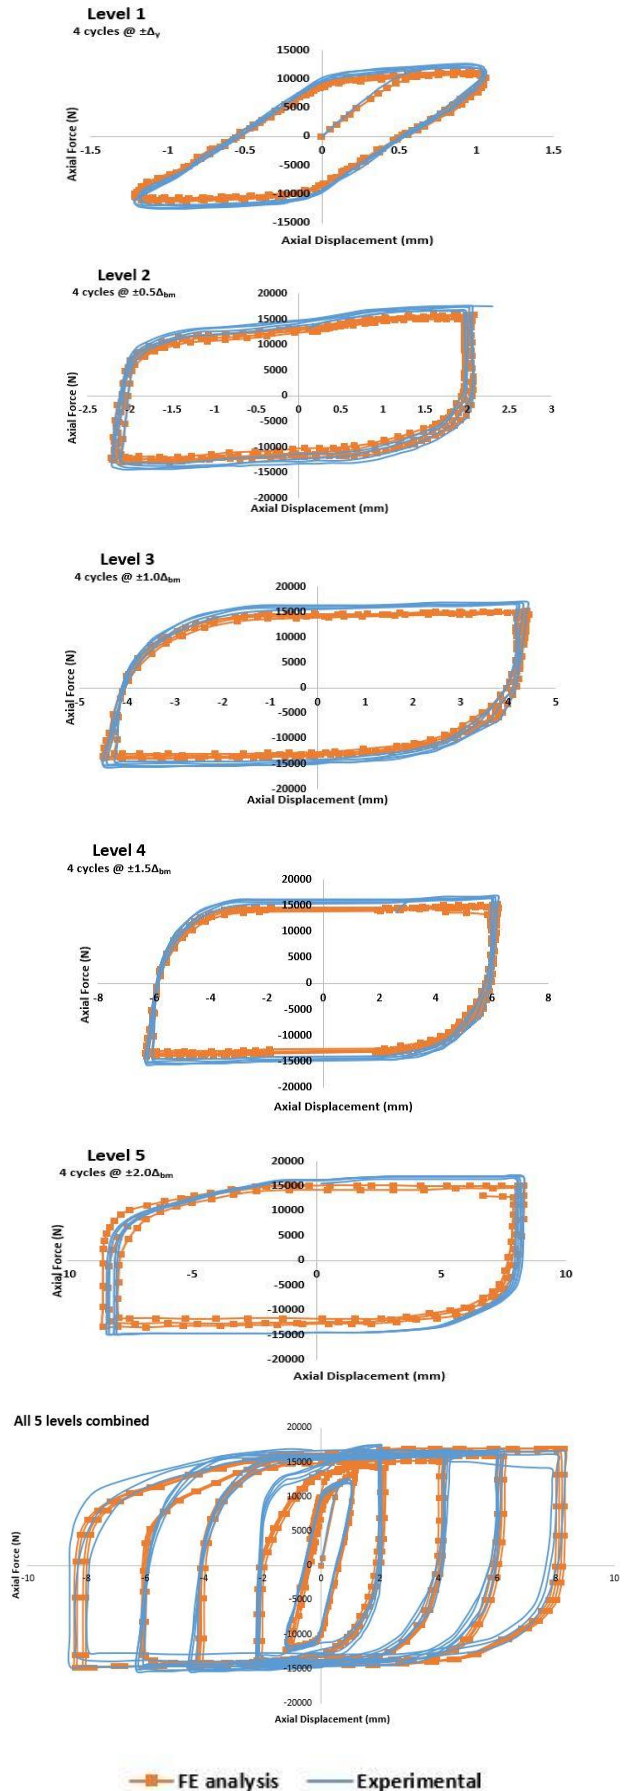 Level 1
4 cycles @ ±Δy
15000
10000
5000
0
-1.5 -1 -0.5 0 0.5 1 1.5
-5000
-10000
-15000
Axial Force (N)
Axial Displacement (mm)
Level 2
4 cycles @ ±0.5Δbm
20000
15000
10000
5000
0
-2.5 -2 -1.5 -1 -0.5 0 0.5 1 1.5 2 2.5 3
-5000
-10000
-15000
-20000
Axial Force (N)
Axial Displacement (mm)
Level 3
4 cycles @ ±1.0Δbm
20000
15000
10000
5000
0
-5 -4 -3 -2 -1 0 1 2 3 4 5
-5000
-10000
-15000
-20000
Axial Force (N)
Axial Displacement (mm)
Level 4
4 cycles @ ±1.5Δbm
20000
15000
10000
5000
0
-8 -6 -4 -2 0 2 4 6 8
-5000
-10000
-15000
-20000
Axial Force (N)
Axial Displacement (mm)
Level 5
4 cycles @ ±2.0Δbm
20000
15000
10000
5000
0
-10 -5 0 5 10
-5000
-10000
-15000
-20000
Axial Force (N)
Axial Displacement (mm)
All 5 levels combined
20000
15000
10000
5000
0
-10 -8 -6 -4 -2 0 2 4 6 8 10
-5000
-10000
-15000
-20000
Axial Force (N)
Axial Displacement (mm)
FE analysis Experimental